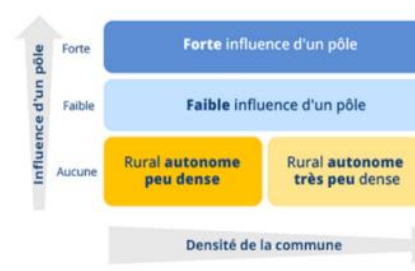 Influence d'un pôle
Forte
Forte influence d'un pôle
Faible
Faible influence d'un pôle
Aucune
Rural autonome
peu dense
Rural autonome
très peu dense
Densité de la commune